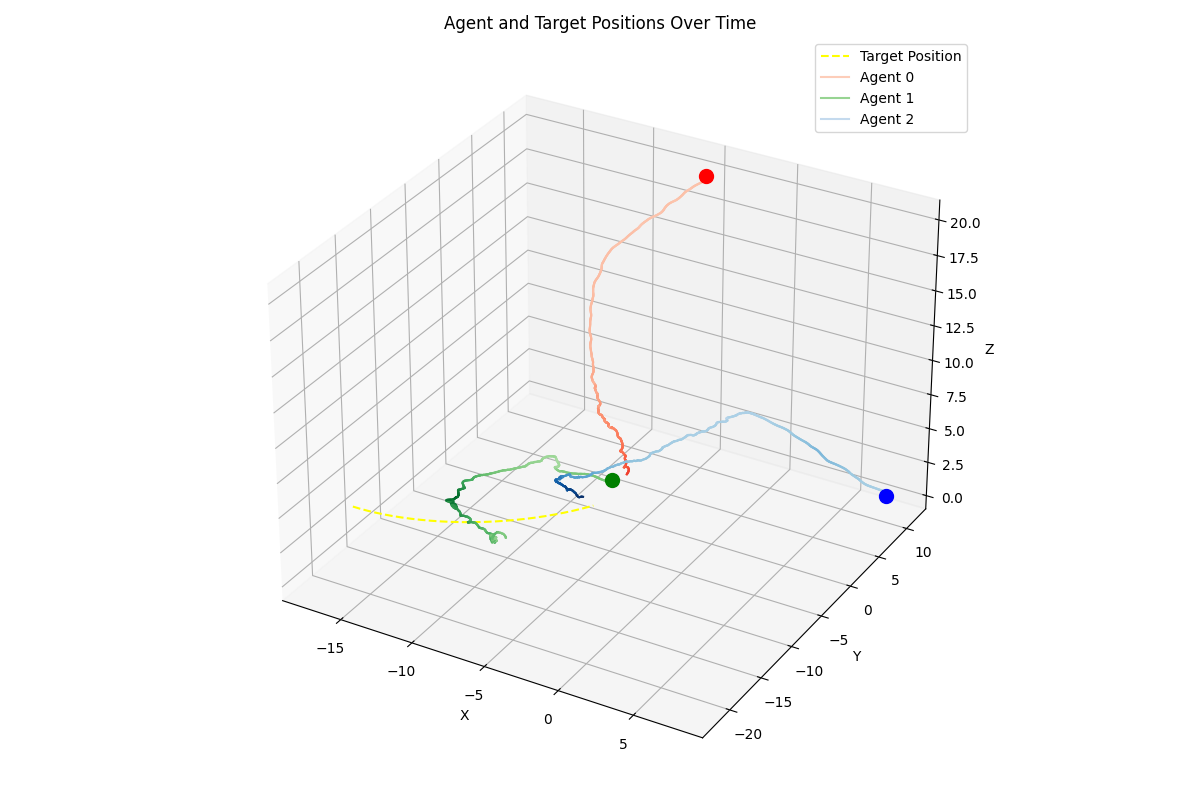 Agent and Target Positions Over Time
Target Position
Agent 0
Agent 1
Agent 2
20.0
17.5
15.0
12.5
Z
10.0
7.5
5.0
2.5
0.0
10
5
0
−5
Y
−10
−15
−20
−15
−10
−5
X
0
5